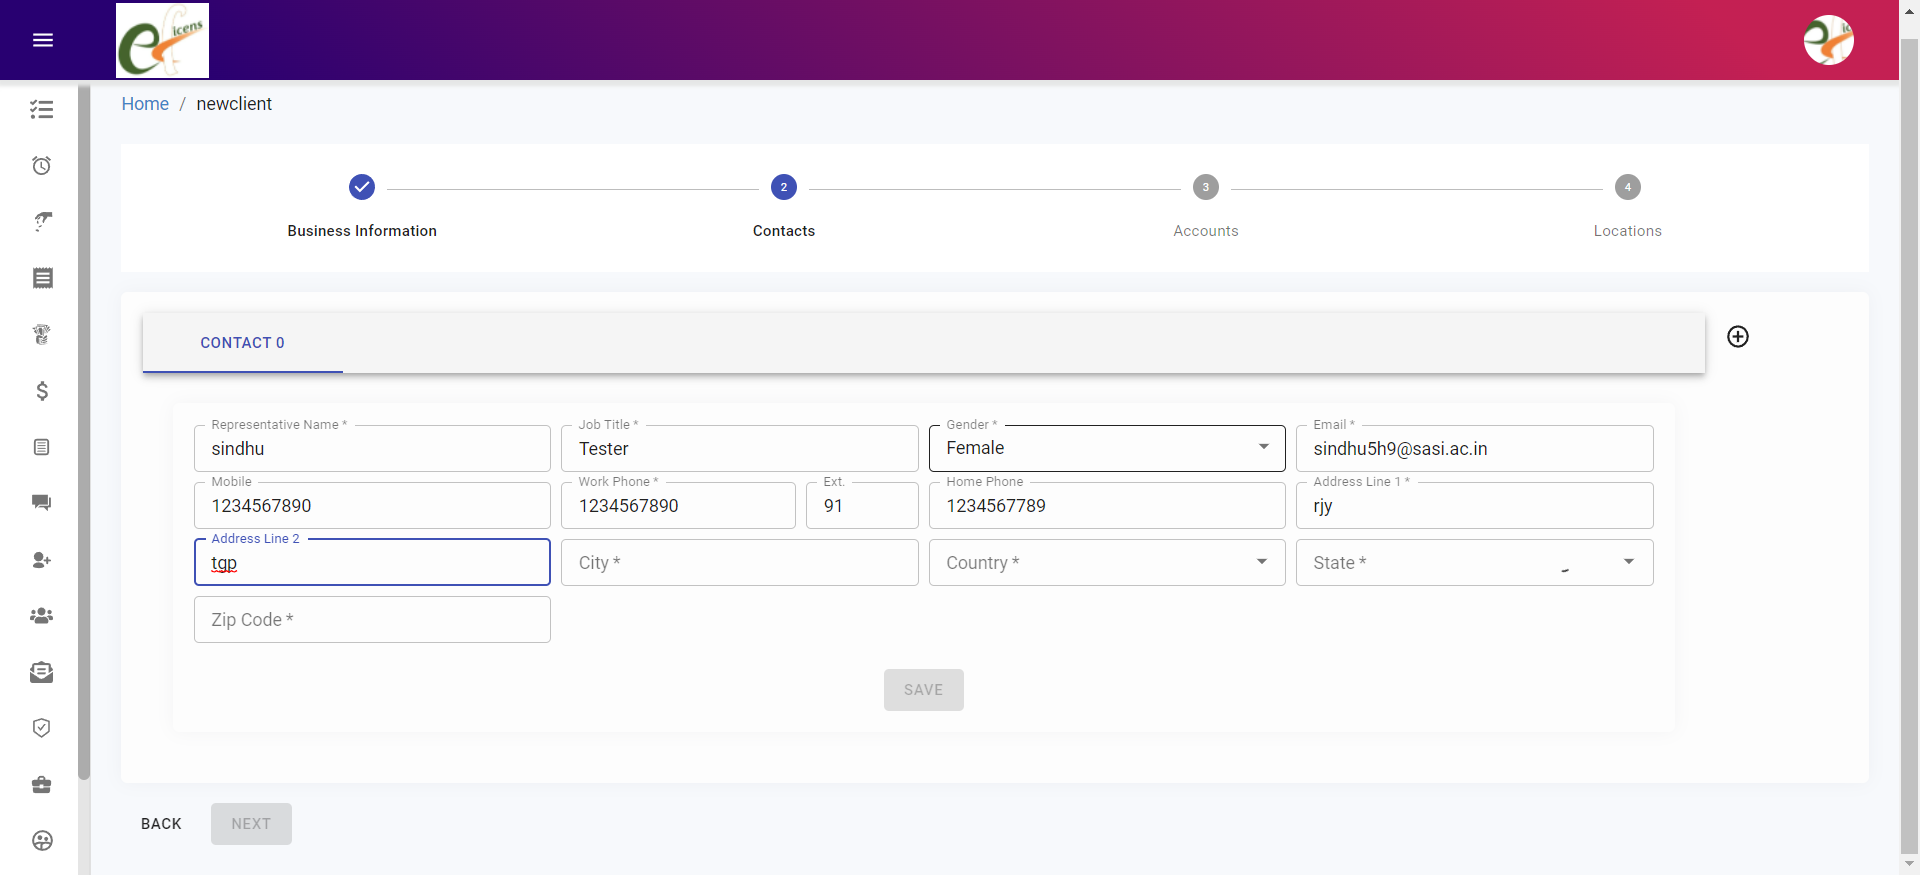 eficens
Home / newclient
2
3
4
Business Information
Contacts
Accounts
Locations
CONTACT 0
Representative Name *
sindhu
Job Title *
Tester
Gender *
Female
Email *
sindhu5h9@sasi.ac.in
Mobile
1234567890
Work Phone *
1234567890
Ext.
91
Home Phone
1234567789
Address Line 1 *
rjy
Address Line 2
tgp
City *
Country *
State *
Zip Code *
SAVE
BACK
NEXT